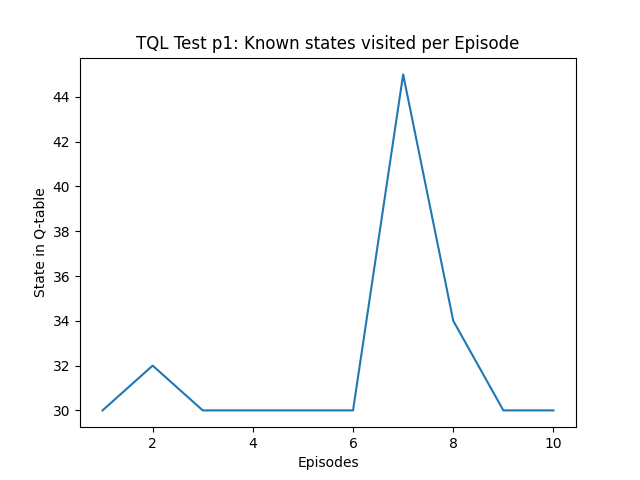 TQL Test p1: Known states visited per Episode
State in Q-table
44
42
40
38
36
34
32
30
2 4 6 8 10
Episodes